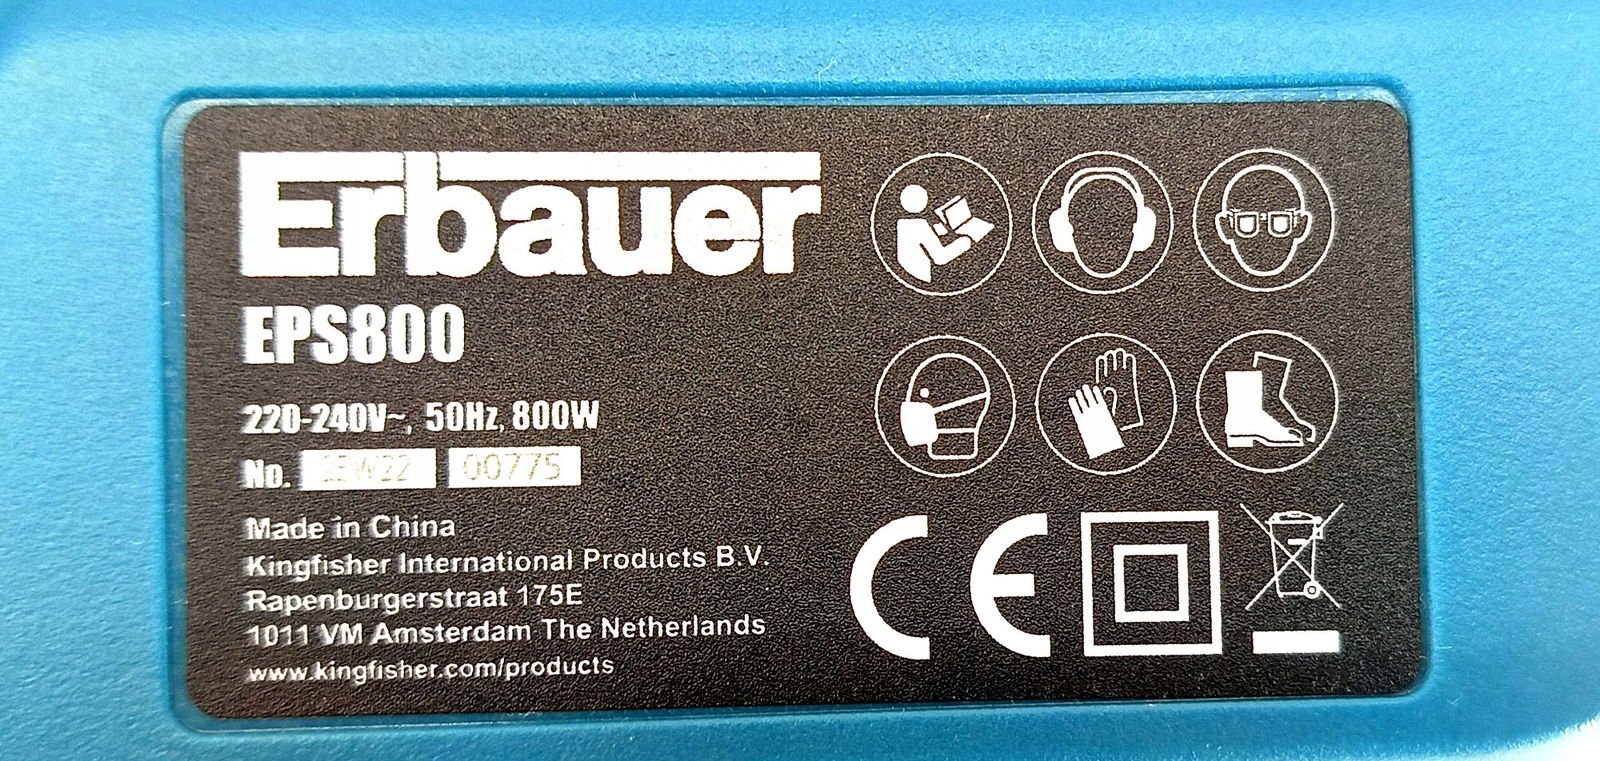 Erbauer
EPS800
220-240V~, 50Hz, 800W
No. 00775
Made in China
Kingfisher International Products B.V.
Rapenburgerstraat 175E
1011 VM Amsterdam The Netherlands
www.kingfisher.com/products
CE